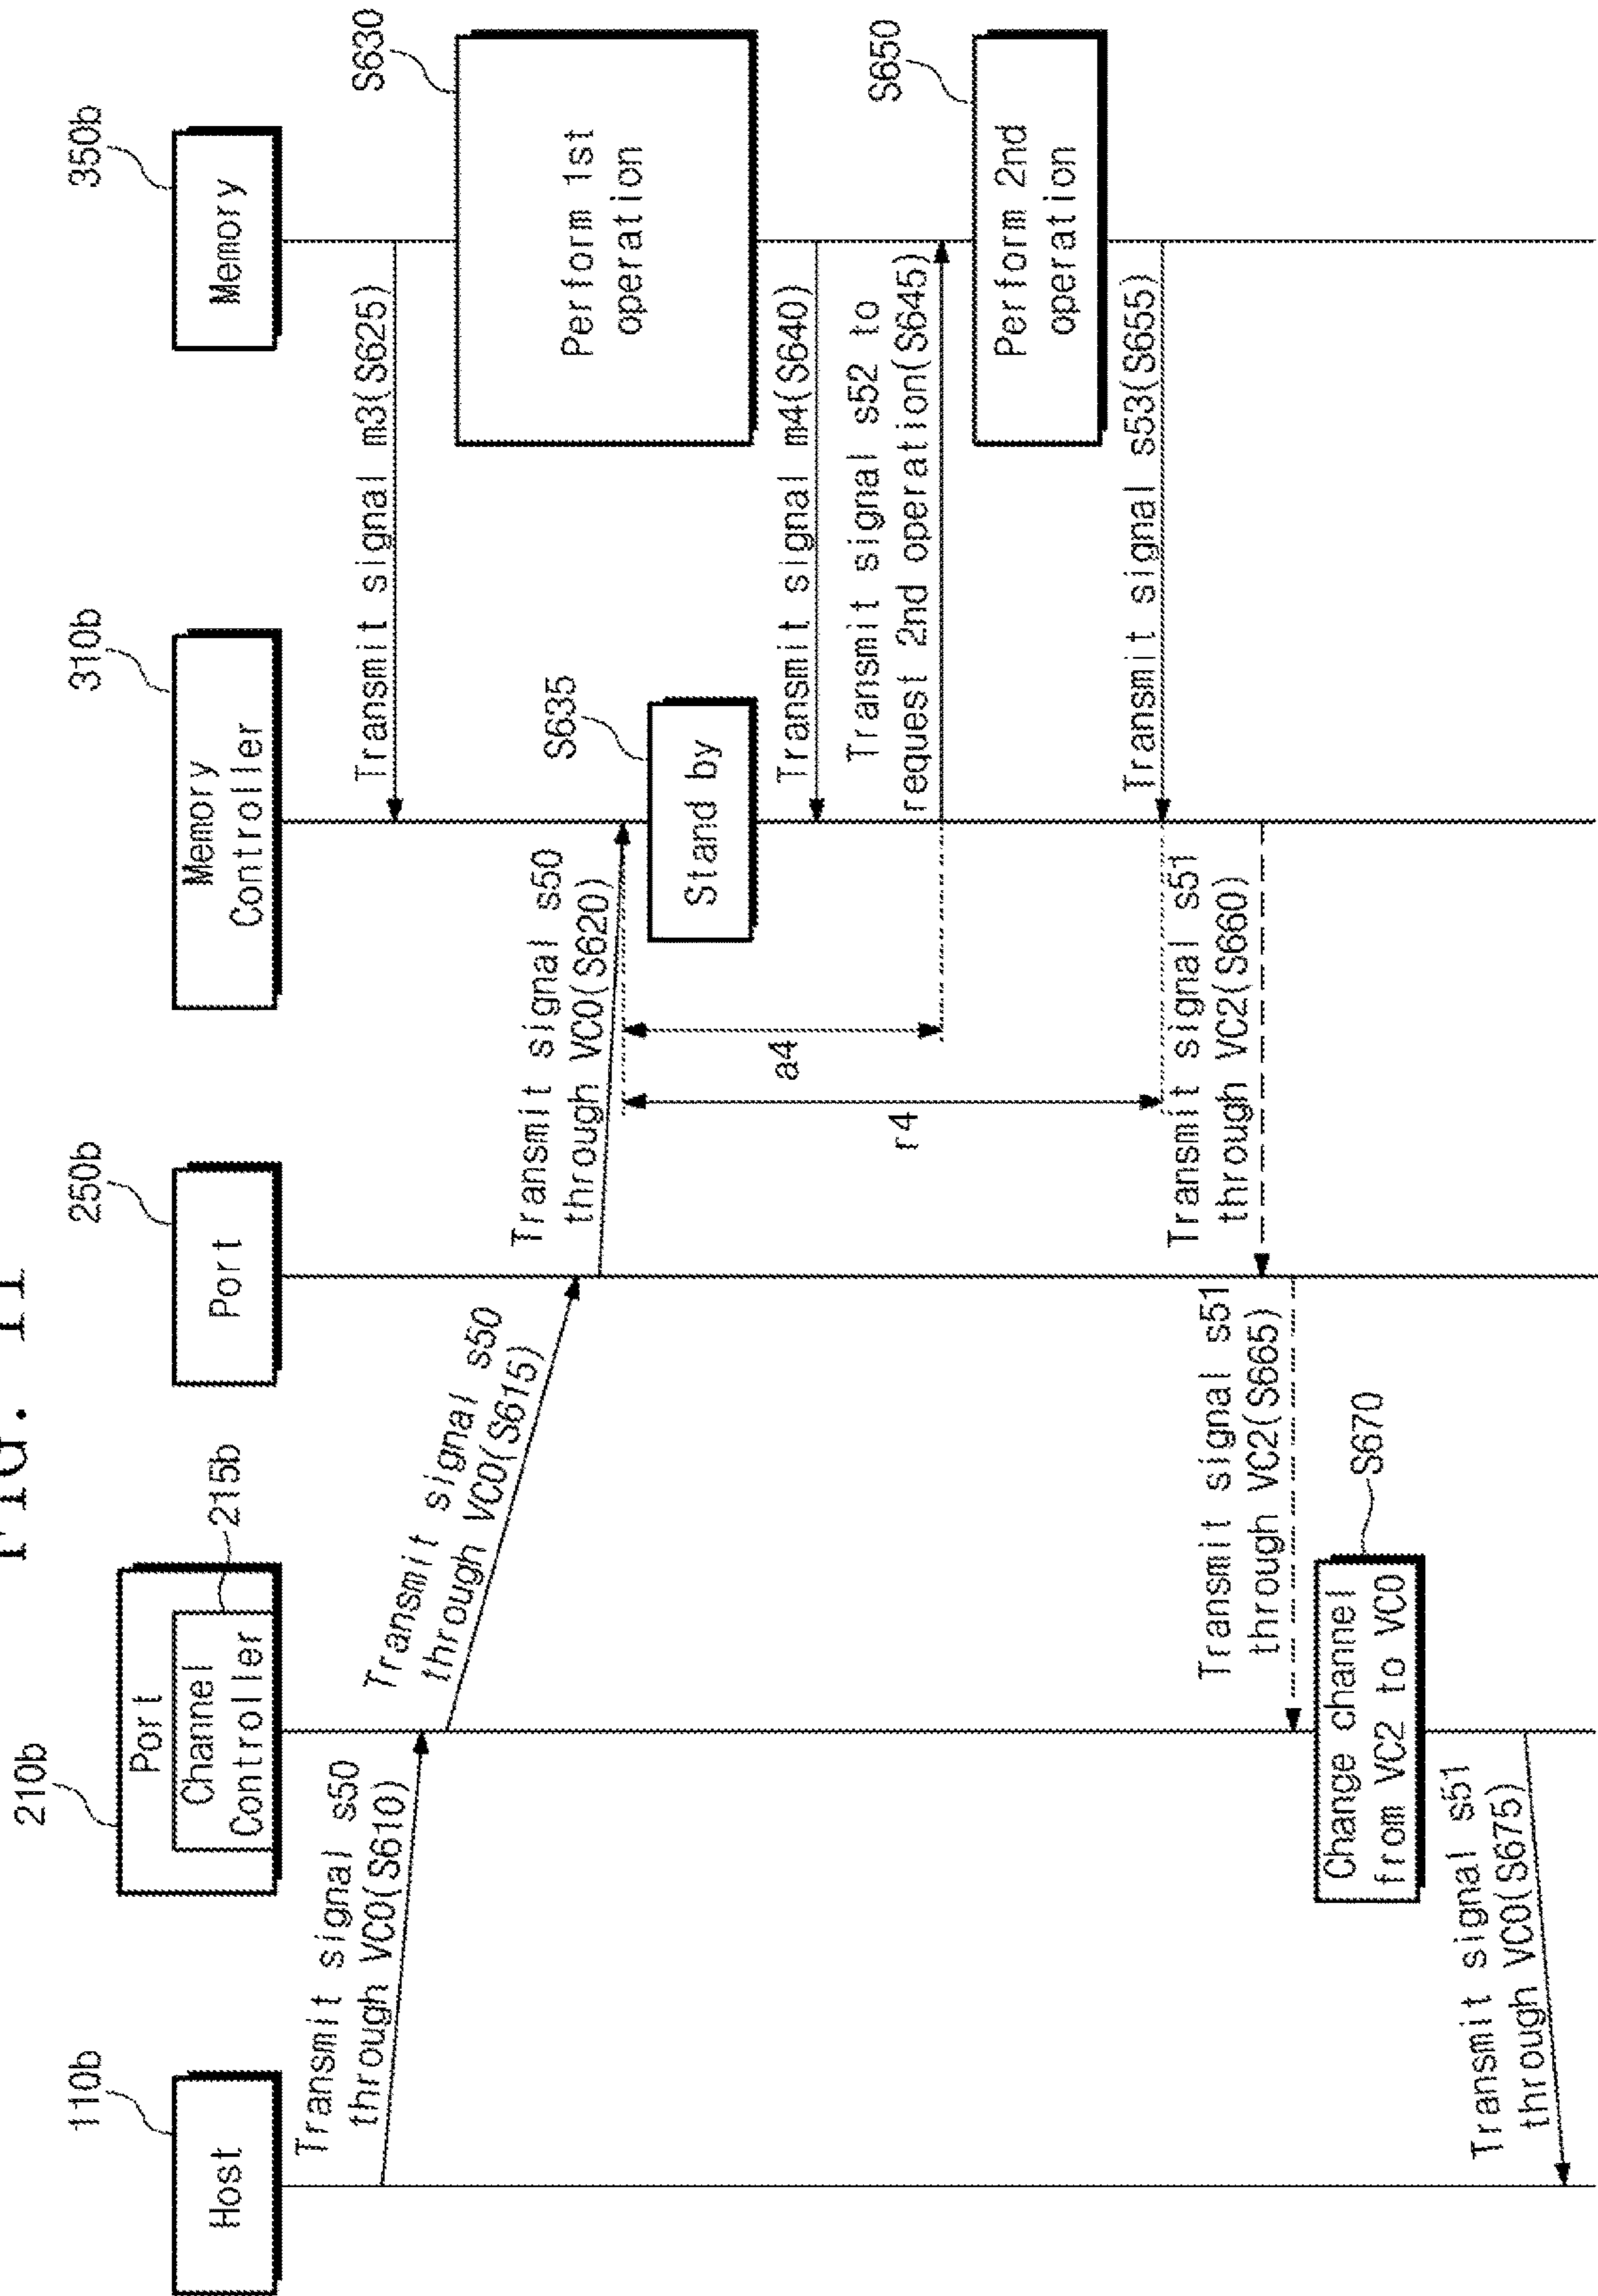 FIG. 11
110b
Host
210b
Port
Channel
Controller
215b
250b
Port
310b
Memory
Controller
350b
Memory
Transmit signal s50
through VC0(S610)
Transmit signal s50
through VC0(S615)
Transmit signal s50
through VC0(S620)
Transmit signal m3(S625)
S630
Perform 1st
operation
S635
Stand by
Transmit signal m4(S640)
Transmit signal s52 to
request 2nd operation(S645)
a4
r4
S650
Perform 2nd
operation
Transmit signal s53(S655)
Transmit signal s51
through VC2(S660)
Transmit signal s51
through VC2(S665)
S670
Change channel
from VC2 to VC0
Transmit signal s51
through VC0(S675)